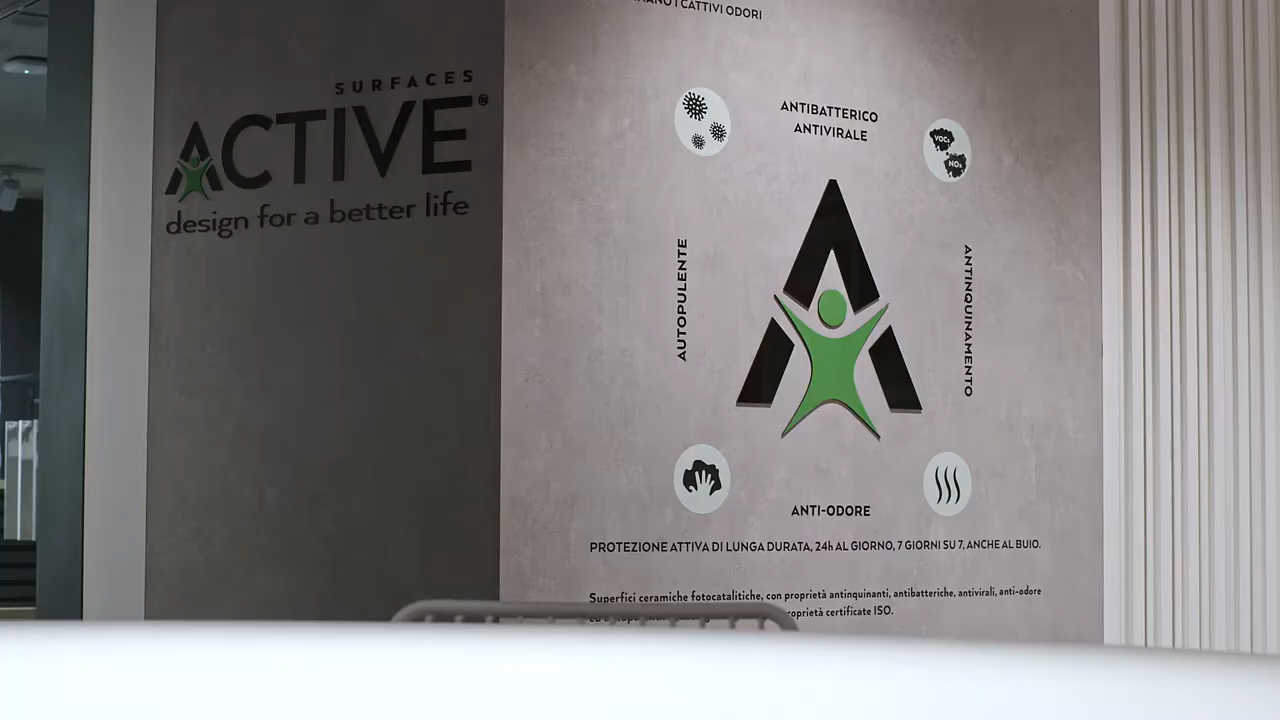 SURFACES
ACTIVE®
design for a better life
I CATTIVI ODORI
ANTIBATTERICO
ANTIVIRALE
VOCs
NOx
AUTOPULENTE
ANTINQUINAMENTO
ANTI-ODORE
PROTEZIONE ATTIVA DI LUNGA DURATA, 24h AL GIORNO, 7 GIORNI SU 7, ANCHE AL BUIO.
Superfici ceramiche fotocatalitiche, con proprietà antinquinanti, antibatteriche, antivirali, anti-odore
certificate ISO.